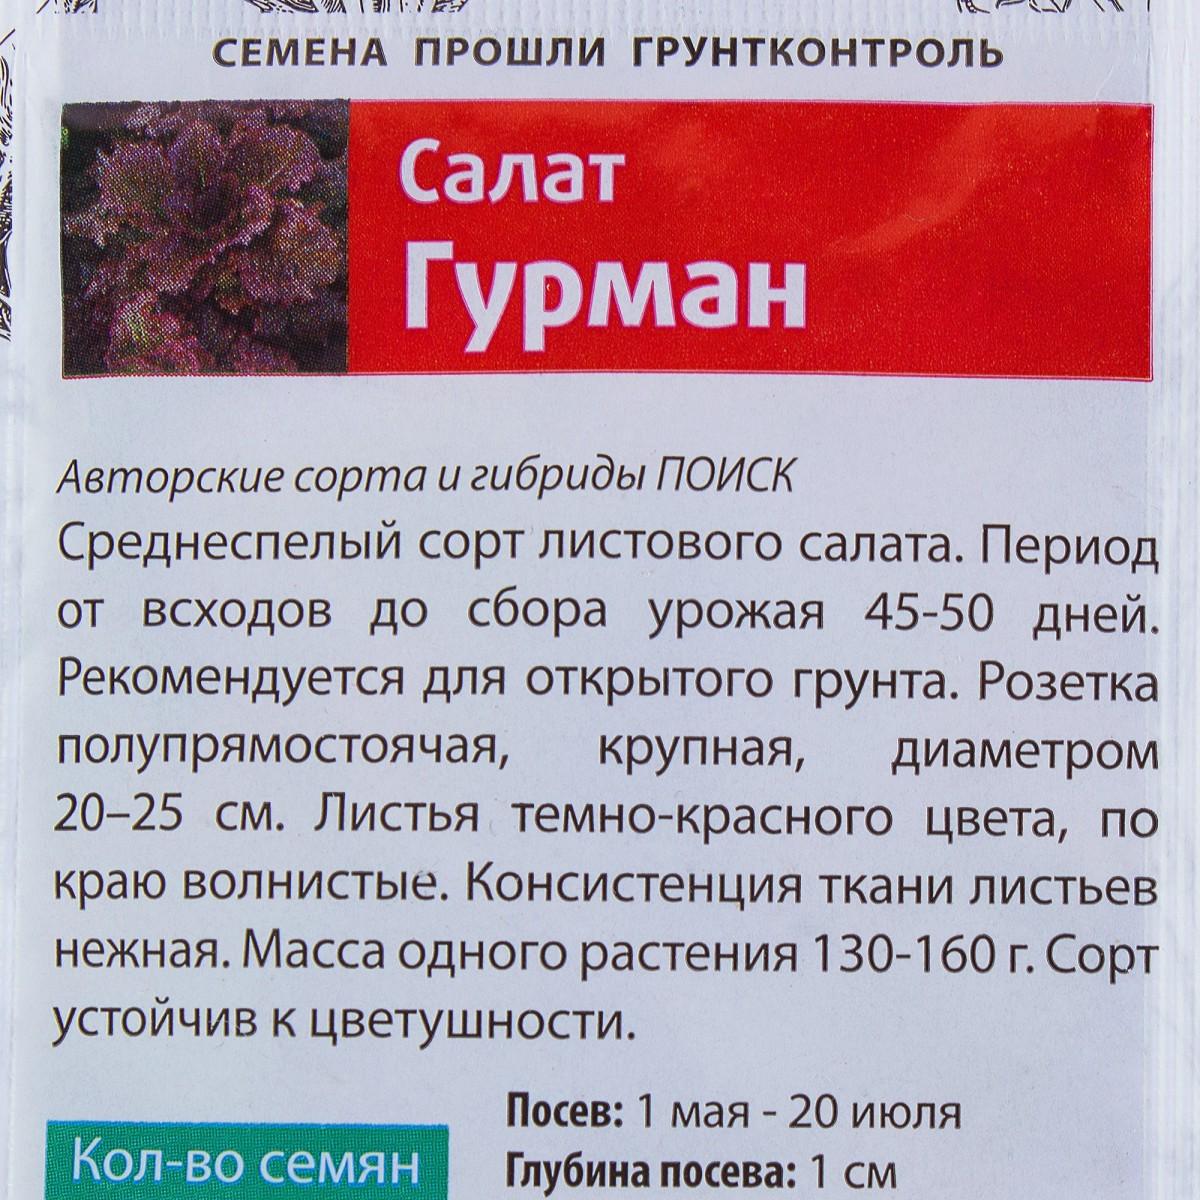 СЕМЕНА ПРОШЛИ ГРУНТКОНТРОЛЬ
Салат
Гурман
Авторские сорта и гибриды ПОИСК
Среднеспелый сорт листового салата. Период
от всходов до сбора урожая 45-50 дней.
Рекомендуется для открытого грунта. Розетка
полупрямостоячая, крупная, диаметром
20–25 см. Листья темно-красного цвета, по
краю волнистые. Консистенция ткани листьев
нежная. Масса одного растения 130-160 г. Сорт
устойчив к цветушности.
Посев: 1 мая - 20 июля
Кол-во семян
Глубина посева: 1 см